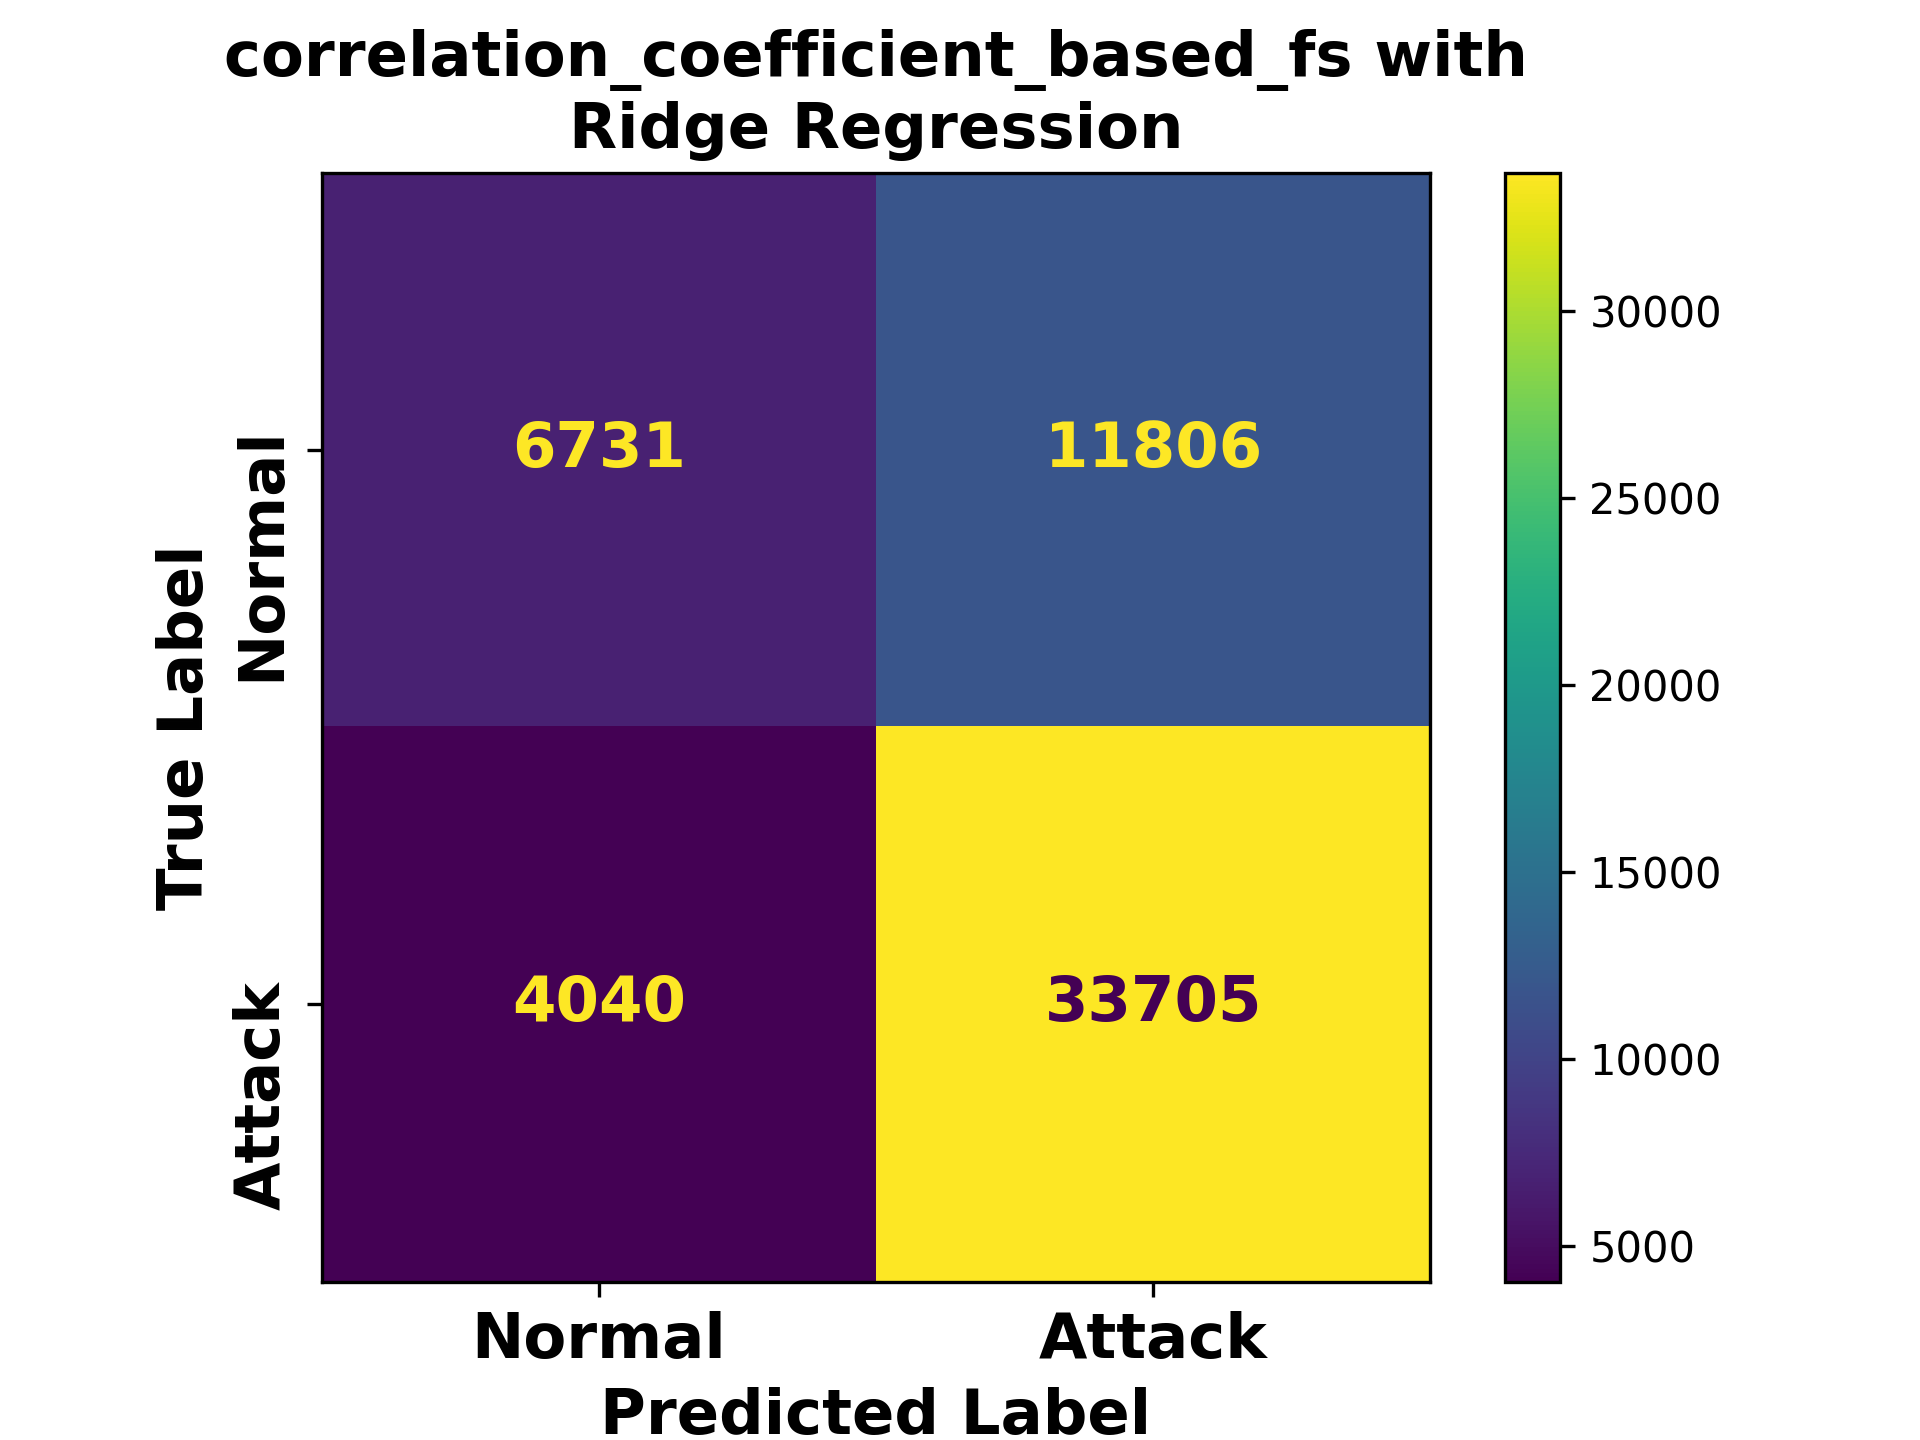 correlation_coefficient_based_fs with
Ridge Regression
True Label
Normal
Attack
6731
11806
4040
33705
Normal
Attack
Predicted Label
30000
25000
20000
15000
10000
5000